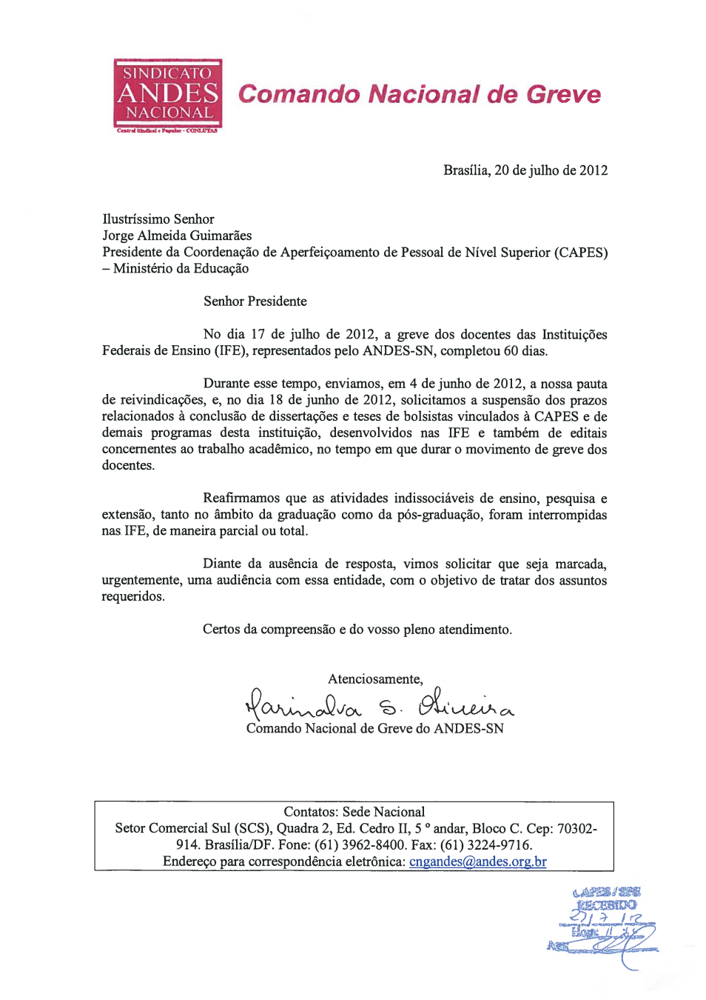 SINDICATO
ANDES
NACIONAL
Central Sindical e Popular - CONLUTAS
Comando Nacional de Greve
Brasília, 20 de julho de 2012
Ilustríssimo Senhor
Jorge Almeida Guimarães
Presidente da Coordenação de Aperfeiçoamento de Pessoal de Nível Superior (CAPES)
– Ministério da Educação
Senhor Presidente
No dia 17 de julho de 2012, a greve dos docentes das Instituições
Federais de Ensino (IFE), representados pelo ANDES-SN, completou 60 dias.
Durante esse tempo, enviamos, em 4 de junho de 2012, a nossa pauta
de reivindicações, e, no dia 18 de junho de 2012, solicitamos a suspensão dos prazos
relacionados à conclusão de dissertações e teses de bolsistas vinculados à CAPES e de
demais programas desta instituição, desenvolvidos nas IFE e também de editais
concernentes ao trabalho acadêmico, no tempo em que durar o movimento de greve dos
docentes.
Reafirmamos que as atividades indissociáveis de ensino, pesquisa e
extensão, tanto no âmbito da graduação como da pós-graduação, foram interrompidas
nas IFE, de maneira parcial ou total.
Diante da ausência de resposta, vimos solicitar que seja marcada,
urgentemente, uma audiência com essa entidade, com o objetivo de tratar dos assuntos
requeridos.
Certos da compreensão e do vosso pleno atendimento.
Atenciosamente,
Marinalva S. Oliveira
Comando Nacional de Greve do ANDES-SN
Contatos: Sede Nacional
Setor Comercial Sul (SCS), Quadra 2, Ed. Cedro II, 5 º andar, Bloco C. Cep: 70302-
914. Brasília/DF. Fone: (61) 3962-8400. Fax: (61) 3224-9716.
Endereço para correspondência eletrônica: cngandes@andes.org.br
RECEBIDO